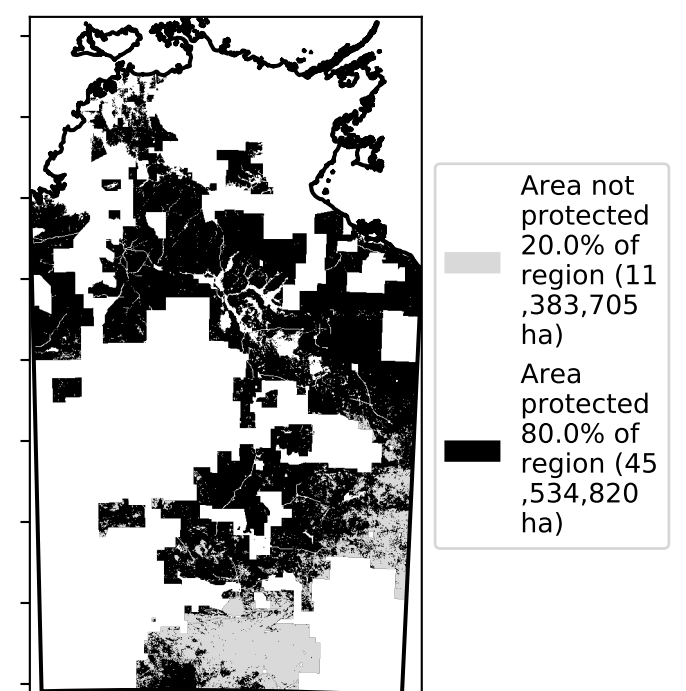 Area not
protected
20.0% of
region (11
,383,705
ha)
Area
protected
80.0% of
region (45
,534,820
ha)